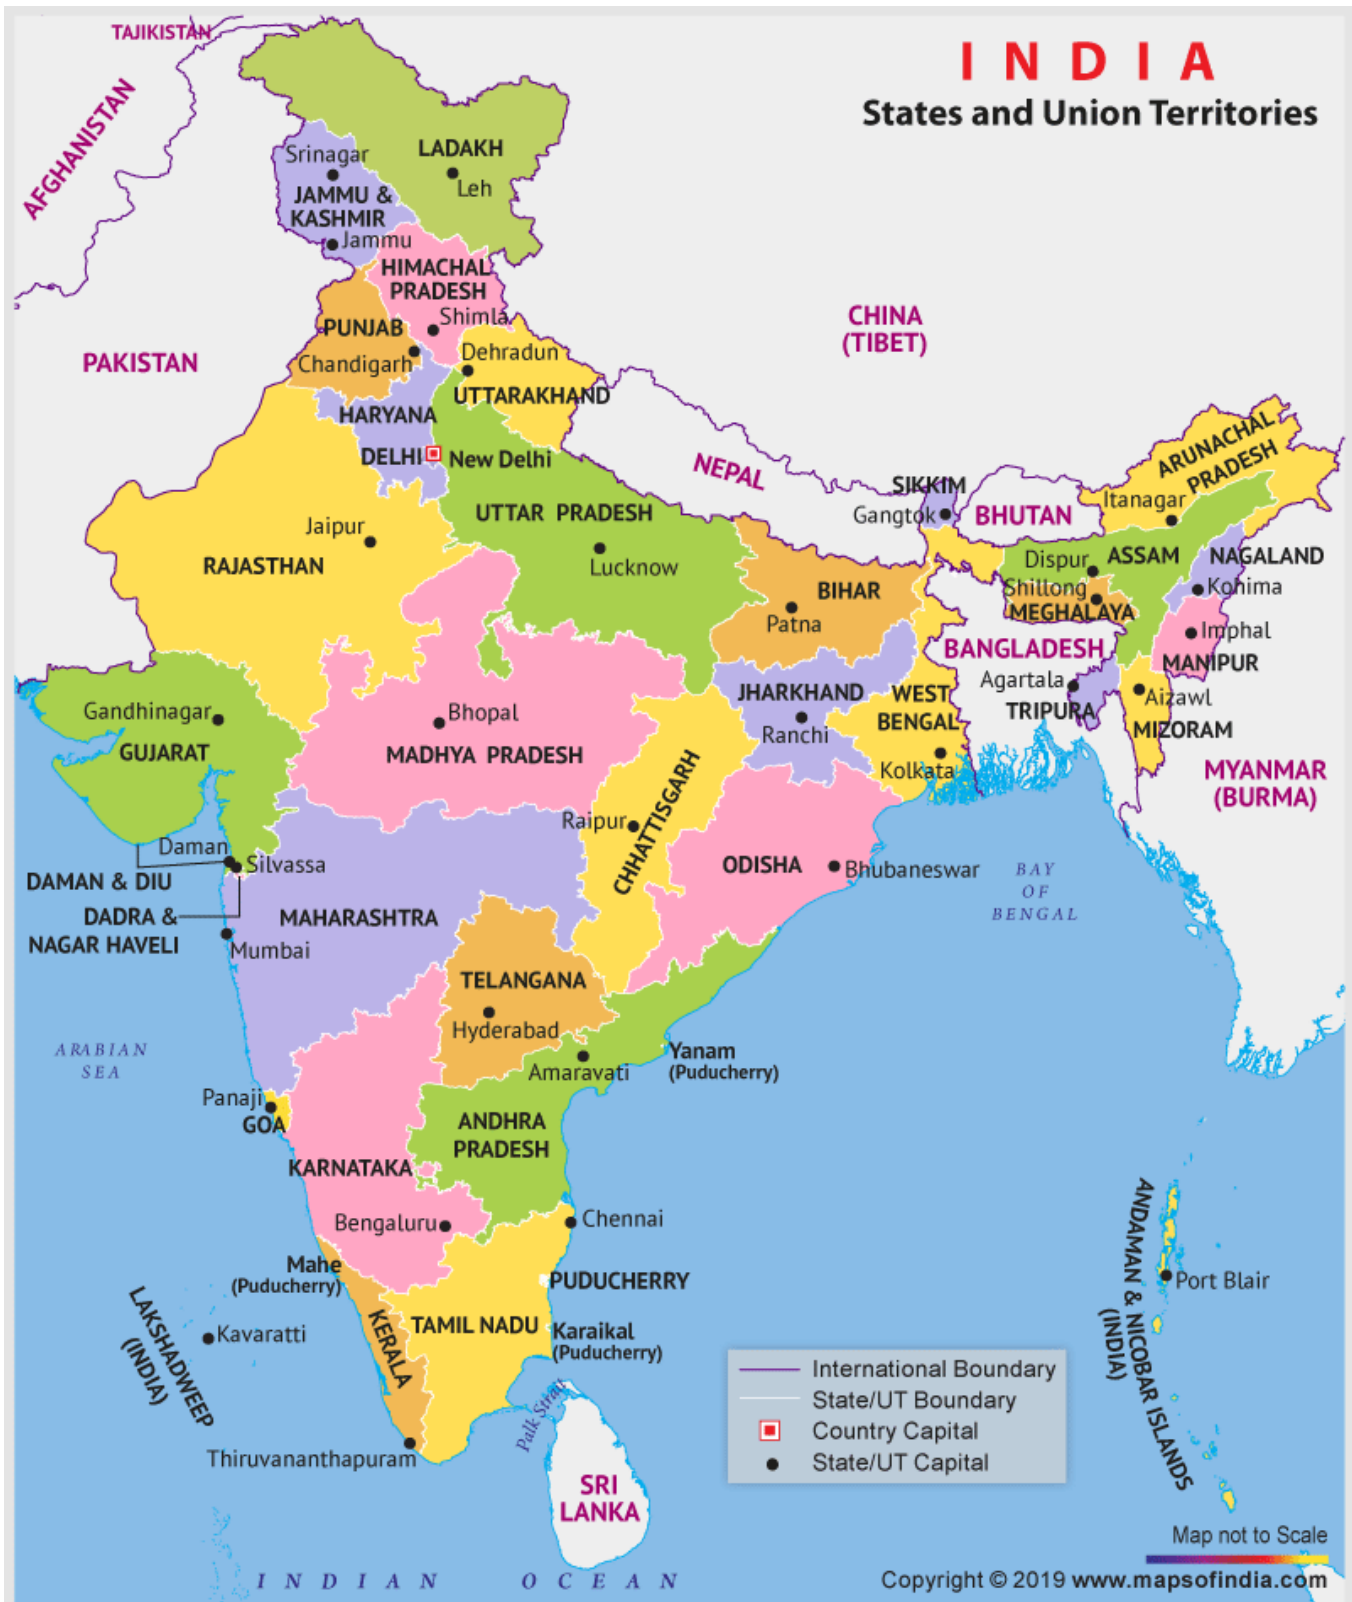 INDIA
States and Union Territories
TAJIKISTAN
AFGHANISTAN
PAKISTAN
CHINA
(TIBET)
NEPAL
BHUTAN
BANGLADESH
MYANMAR
(BURMA)
SRI
LANKA
LADAKH
Leh
Srinagar
JAMMU &
KASHMIR
Jammu
HIMACHAL
PRADESH
Shimla
PUNJAB
Chandigarh
Dehradun
UTTARAKHAND
HARYANA
DELHI
New Delhi
UTTAR PRADESH
Lucknow
Jaipur
RAJASTHAN
SIKKIM
Gangtok
ARUNACHAL
PRADESH
Itanagar
Dispur
ASSAM
NAGALAND
Kohima
Shillong
MEGHALAYA
Imphal
MANIPUR
Agartala
TRIPURA
Aizawl
MIZORAM
BIHAR
Patna
JHARKHAND
Ranchi
WEST
BENGAL
Kolkata
Gandhinagar
GUJARAT
Bhopal
MADHYA PRADESH
Raipur
CHHATTISGARH
ODISHA
Bhubaneswar
Daman
Silvassa
DAMAN & DIU
DADRA &
NAGAR HAVELI
MAHARASHTRA
Mumbai
TELANGANA
Hyderabad
Yanam
(Puducherry)
Amaravati
ANDHRA
PRADESH
Panaji
GOA
KARNATAKA
Bengaluru
Chennai
Mahe
(Puducherry)
PUDUCHERRY
KERALA
TAMIL NADU
Karaikal
(Puducherry)
Thiruvananthapuram
LAKSHADWEEP
(INDIA)
Kavaratti
ANDAMAN & NICOBAR ISLANDS
(INDIA)
Port Blair
ARABIAN
SEA
BAY
OF
BENGAL
Palk Strait
INDIAN OCEAN
International Boundary
State/UT Boundary
Country Capital
State/UT Capital
Map not to Scale
Copyright © 2019 www.mapsofindia.com